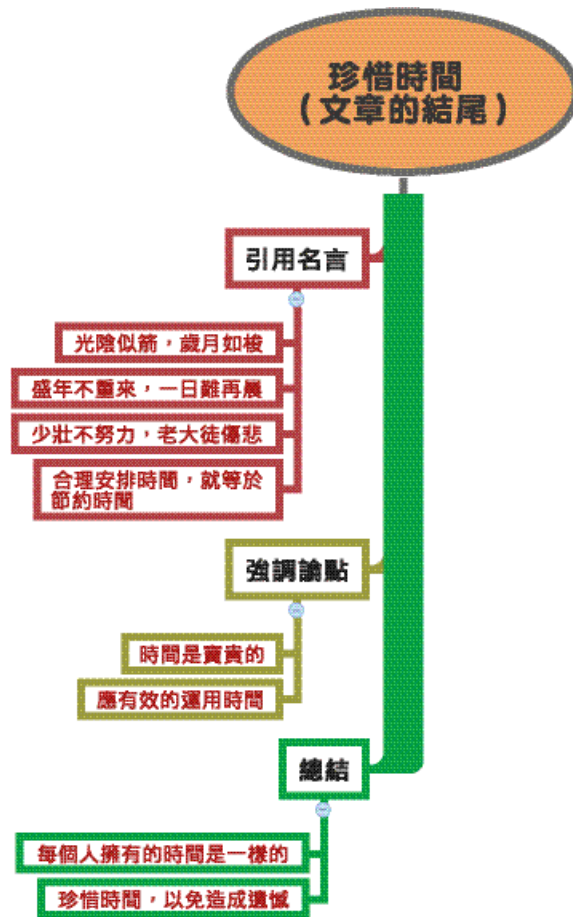 珍惜時間
(文章的結尾)
引用名言
光陰似箭，歲月如梭
盛年不重來，一日難再晨
少壯不努力，老大徒傷悲
合理安排時間，就等於
節約時間
強調論點
時間是寶貴的
應有效的運用時間
總結
每個人擁有的時間是一樣的
珍惜時間，以免造成遺憾